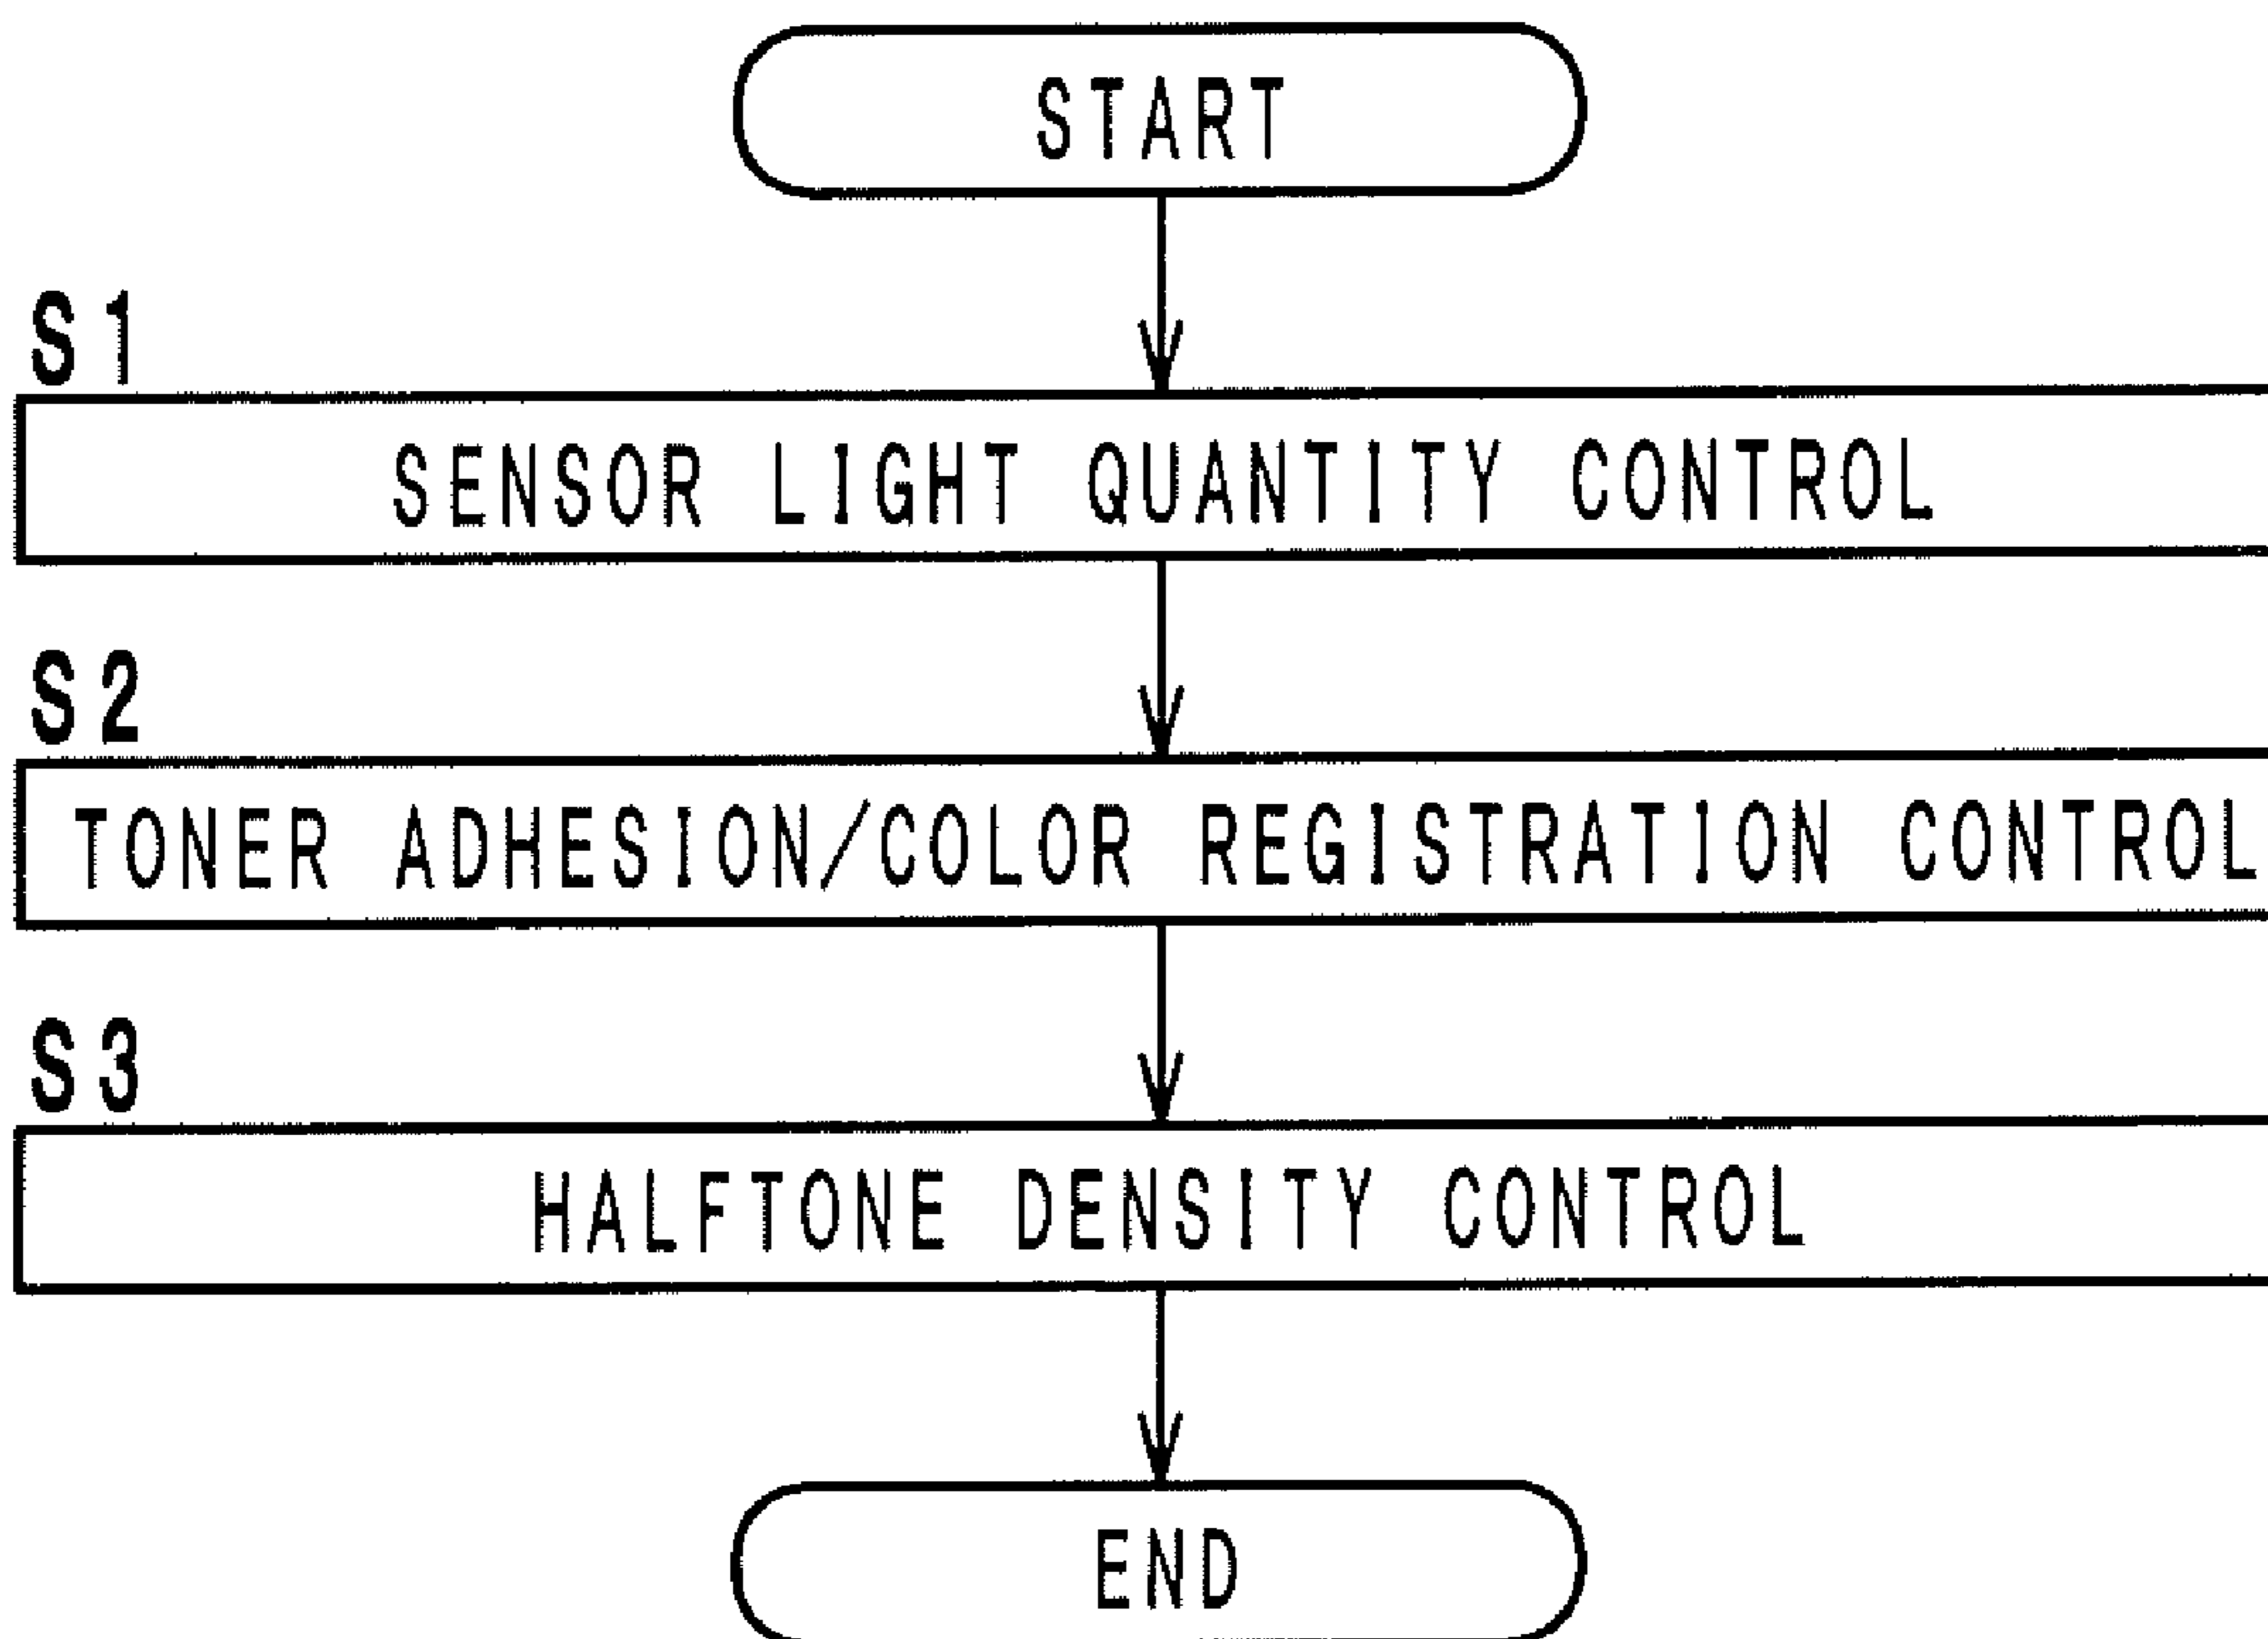 START
S1
SENSOR LIGHT QUANTITY CONTROL
S2
TONER ADHESION/COLOR REGISTRATION CONTROL
S3
HALFTONE DENSITY CONTROL
END